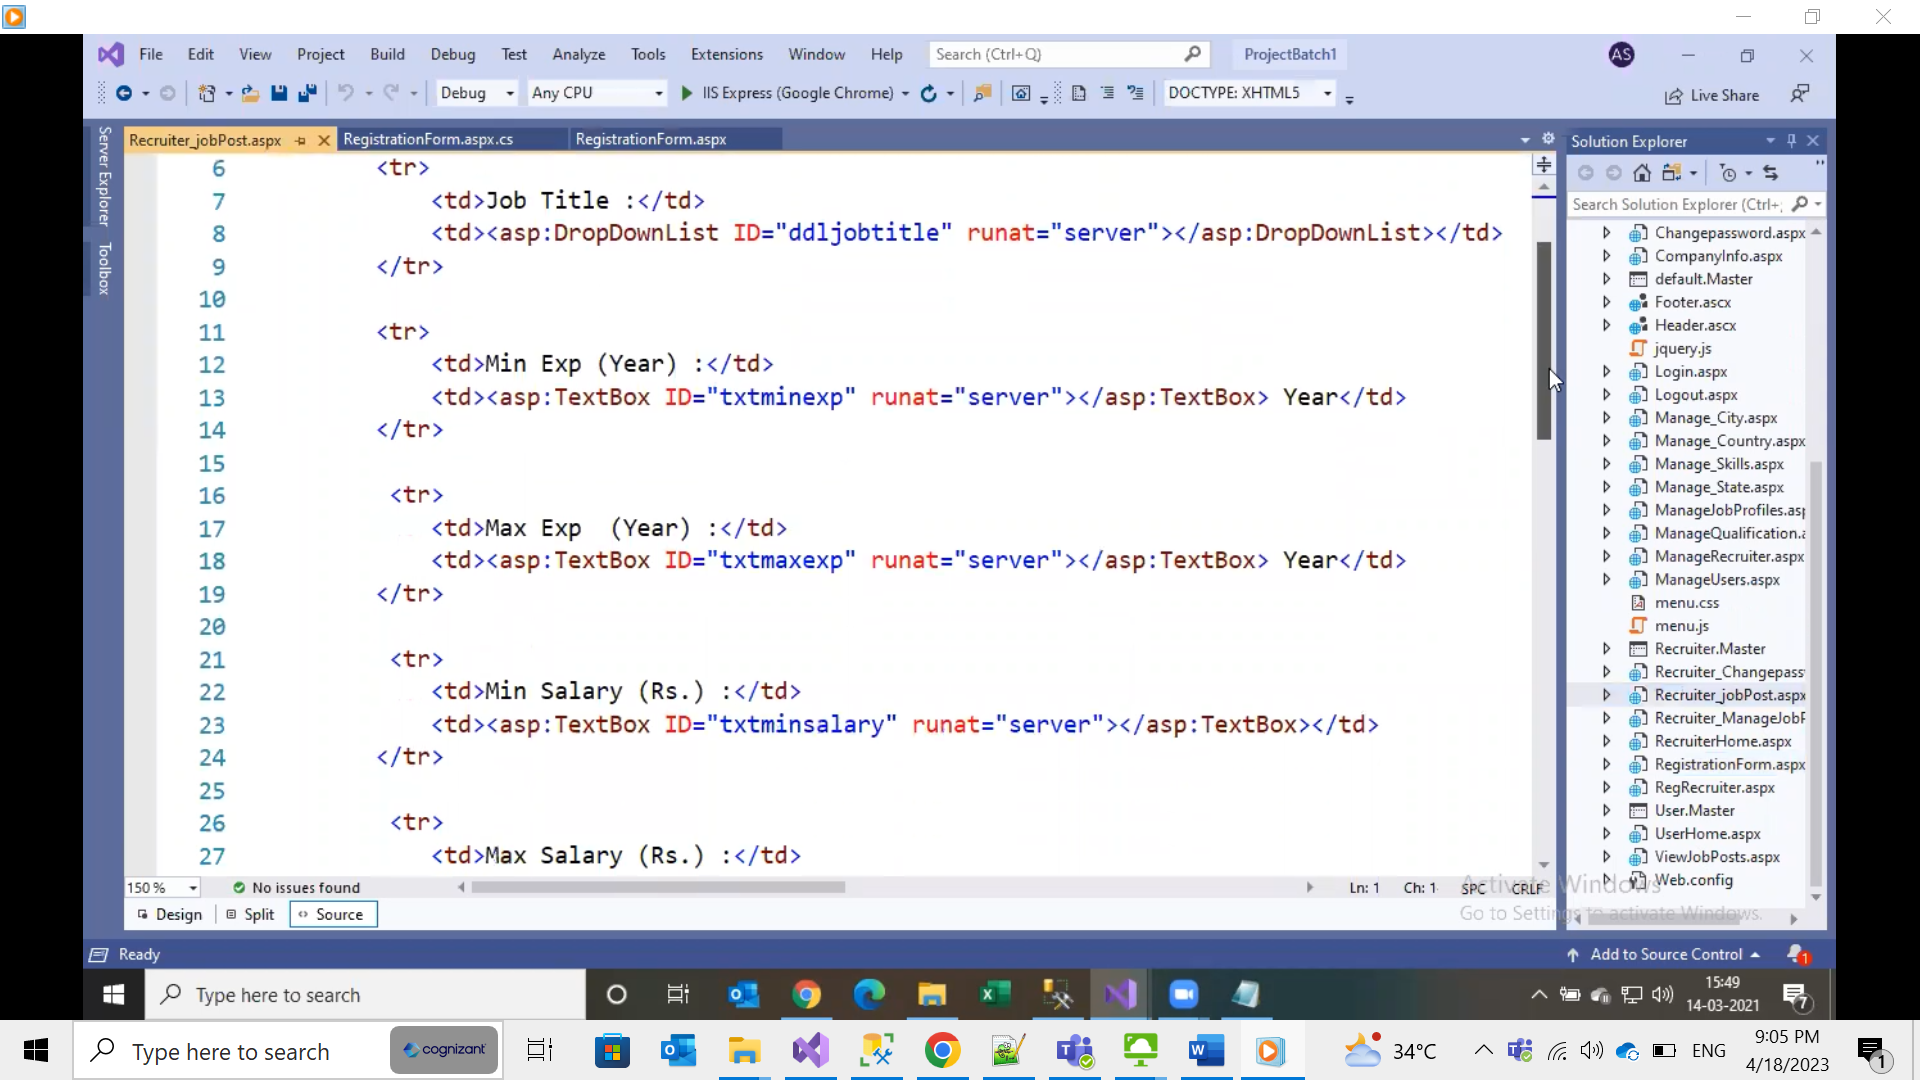 File Edit View Project Build Debug Test Analyze Tools Extensions Window Help Search (Ctrl+Q) ProjectBatch1 AS
Debug Any CPU IIS Express (Google Chrome) DOCTYPE: XHTML5 Live Share
Server Explorer
Toolbox
Recruiter_jobPost.aspx RegistrationForm.aspx.cs RegistrationForm.aspx
6 <tr>
7 <td>Job Title :</td>
8 <td><asp:DropDownList ID="ddljobtitle" runat="server"></asp:DropDownList></td>
9 </tr>
10
11 <tr>
12 <td>Min Exp (Year) :</td>
13 <td><asp:TextBox ID="txtminexp" runat="server"></asp:TextBox> Year</td>
14 </tr>
15
16 <tr>
17 <td>Max Exp  (Year) :</td>
18 <td><asp:TextBox ID="txtmaxexp" runat="server"></asp:TextBox> Year</td>
19 </tr>
20
21 <tr>
22 <td>Min Salary (Rs.) :</td>
23 <td><asp:TextBox ID="txtminsalary" runat="server"></asp:TextBox></td>
24 </tr>
25
26 <tr>
27 <td>Max Salary (Rs.) :</td>
150 % No issues found Ln: 1 Ch: 1 SPC CRLF
Design Split Source
Solution Explorer
Search Solution Explorer (Ctrl+;
Changepassword.aspx
CompanyInfo.aspx
default.Master
Footer.ascx
Header.ascx
jquery.js
Login.aspx
Logout.aspx
Manage_City.aspx
Manage_Country.aspx
Manage_Skills.aspx
Manage_State.aspx
ManageJobProfiles.asp
ManageQualification.a
ManageRecruiter.aspx
ManageUsers.aspx
menu.css
menu.js
Recruiter.Master
Recruiter_Changepass
Recruiter_jobPost.aspx
Recruiter_ManageJobP
RecruiterHome.aspx
RegistrationForm.aspx
RegRecruiter.aspx
User.Master
UserHome.aspx
ViewJobPosts.aspx
Web.config
Activate Windows
Go to Settings to activate Windows.
Ready Add to Source Control 1
Type here to search 15:49
14-03-2021 7
Type here to search cognizant 34°C ENG 9:05 PM
4/18/2023 1